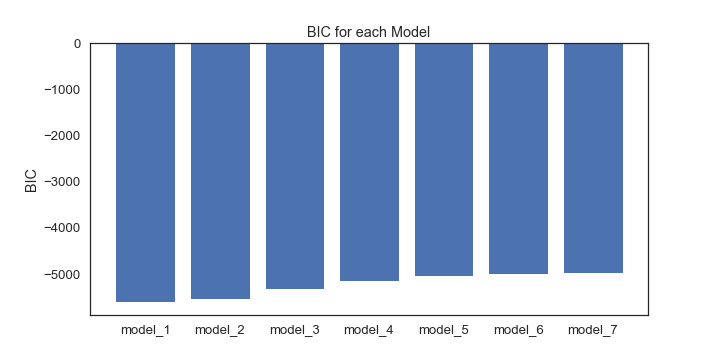 BIC for each Model
BIC
0
−1000
−2000
−3000
−4000
−5000
model_1 model_2 model_3 model_4 model_5 model_6 model_7